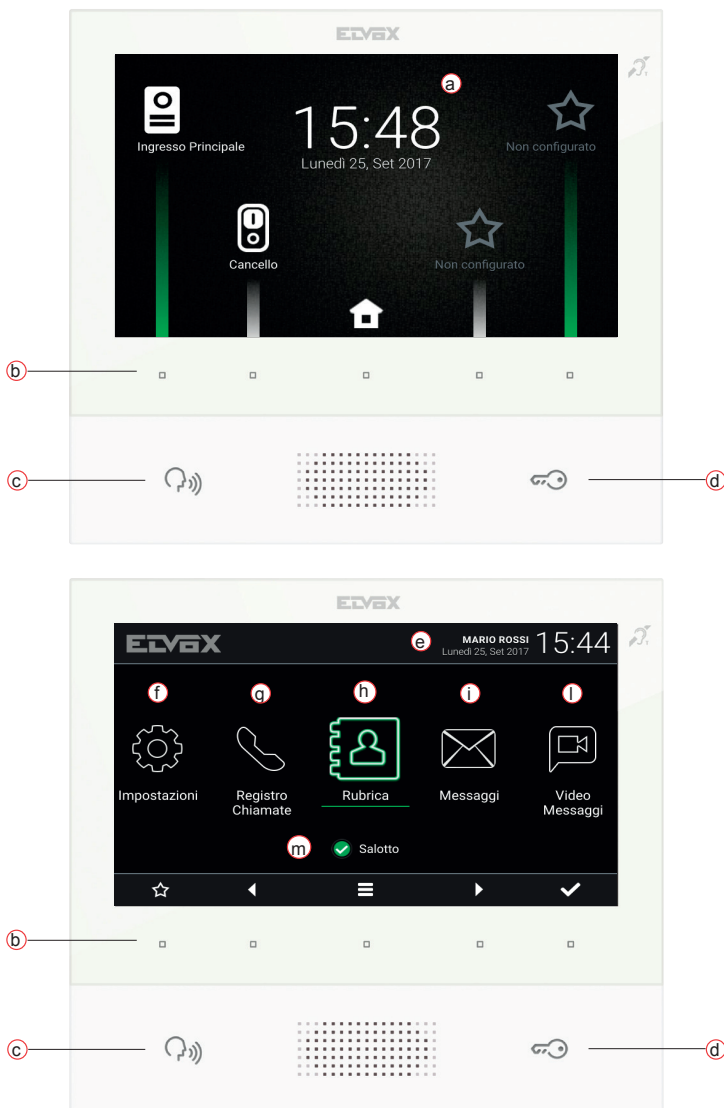 ELVOX
a
15:48
Lunedì 25, Set 2017
Ingresso Principale
Non configurato
Cancello
Non configurato
b
c
d
ELVOX
ELVOX
e
MARIO ROSSI
Lunedì 25, Set 2017
15:44
f
g
h
i
l
Impostazioni
Registro
Chiamate
Rubrica
Messaggi
Video
Messaggi
m
Salotto
b
c
d